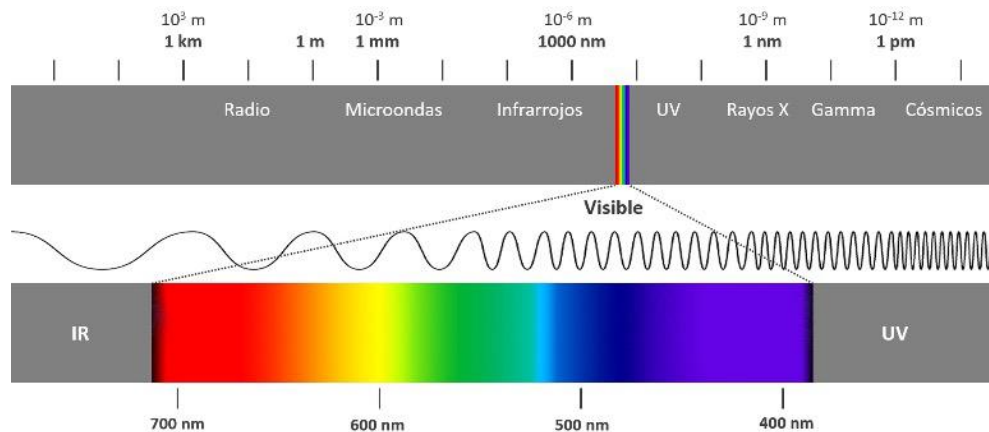 10³ m 10⁻³ m 10⁻⁶ m 10⁻⁹ m 10⁻¹² m
1 km 1 m 1 mm 1000 nm 1 nm 1 pm
Radio Microondas Infrarrojos UV Rayos X Gamma Cósmicos
Visible
IR UV
700 nm 600 nm 500 nm 400 nm